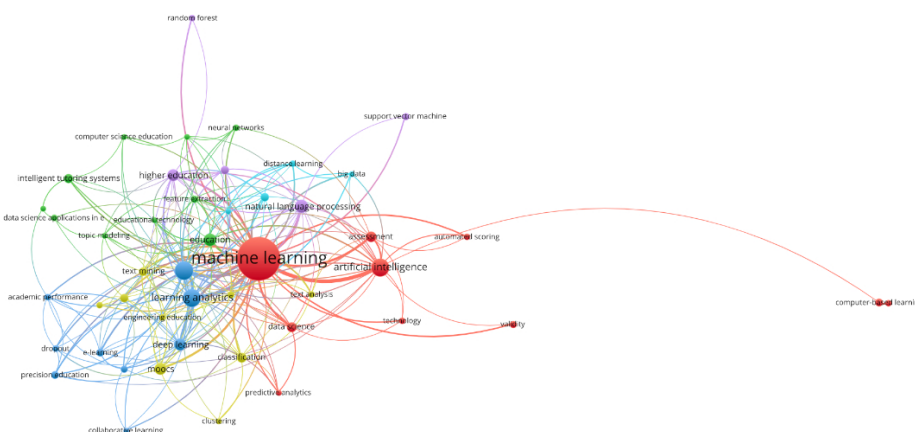 random forest
support vector machine
neural networks
computer science education
distance learning
big data
higher education
intelligent tutoring systems
feature extraction
natural language processing
data science applications in e
educational technology
topic modeling
education
assessment
automated scoring
machine learning
artificial intelligence
text mining
learning analytics
text analysis
academic performance
computer-based learni
engineering education
technology
validity
data science
deep learning
dropout
e-learning
classification
moocs
precision education
predictive analytics
clustering
collaborative learning